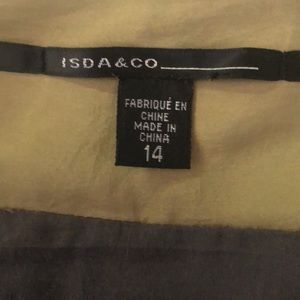 ISDA&CO
FABRIQUÉ EN
CHINE
MADE IN
CHINA
14